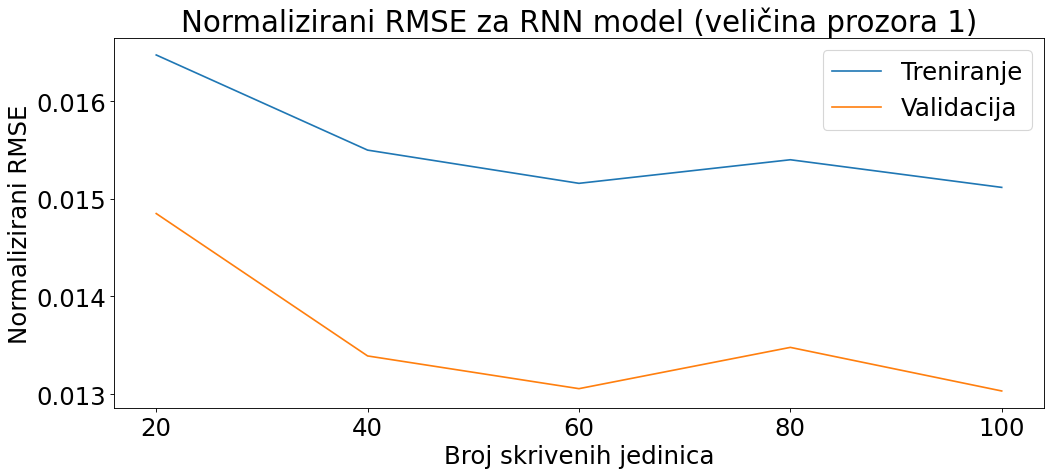 Normalizirani RMSE za RNN model (veličina prozora 1)
Treniranje
Validacija
Normalizirani RMSE
0.016
0.015
0.014
0.013
20 40 60 80 100
Broj skrivenih jedinica